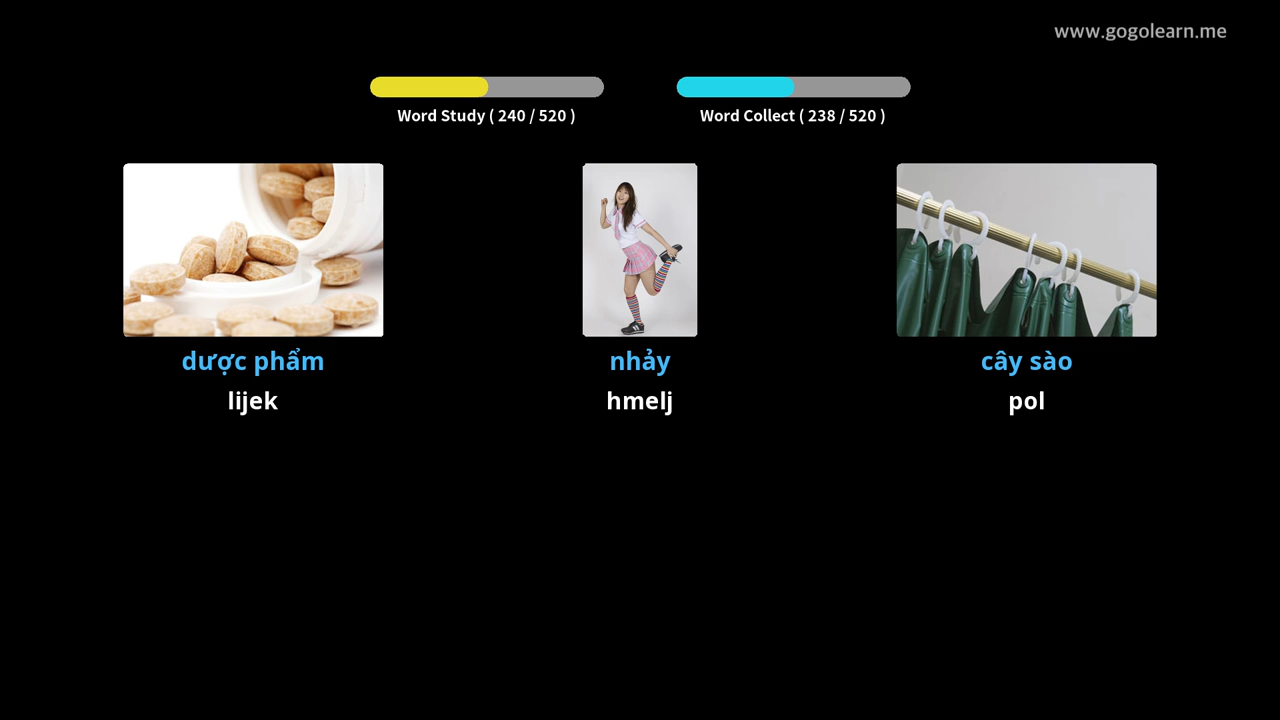 www.gogolearn.me
Word Study ( 240 / 520 )
Word Collect ( 238 / 520 )
dược phẩm
nhảy
cây sào
lijek
hmelj
pol